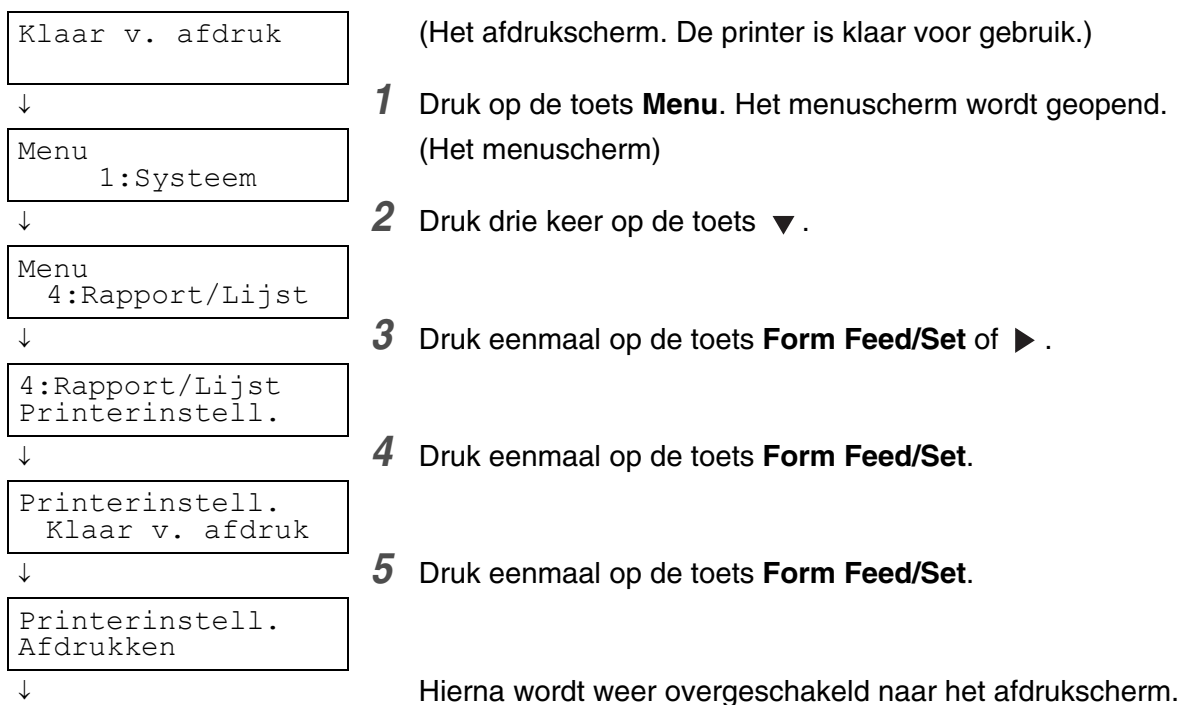 Klaar v. afdruk
(Het afdrukscherm. De printer is klaar voor gebruik.)
↓
1 Druk op de toets Menu. Het menuscherm wordt geopend.
Menu
1:Systeem
(Het menuscherm)
↓
2 Druk drie keer op de toets ▼ .
Menu
4:Rapport/Lijst
↓
3 Druk eenmaal op de toets Form Feed/Set of ▶ .
4:Rapport/Lijst
Printerinstell.
↓
4 Druk eenmaal op de toets Form Feed/Set.
Printerinstell.
Klaar v. afdruk
↓
5 Druk eenmaal op de toets Form Feed/Set.
Printerinstell.
Afdrukken
↓
Hierna wordt weer overgeschakeld naar het afdrukscherm.